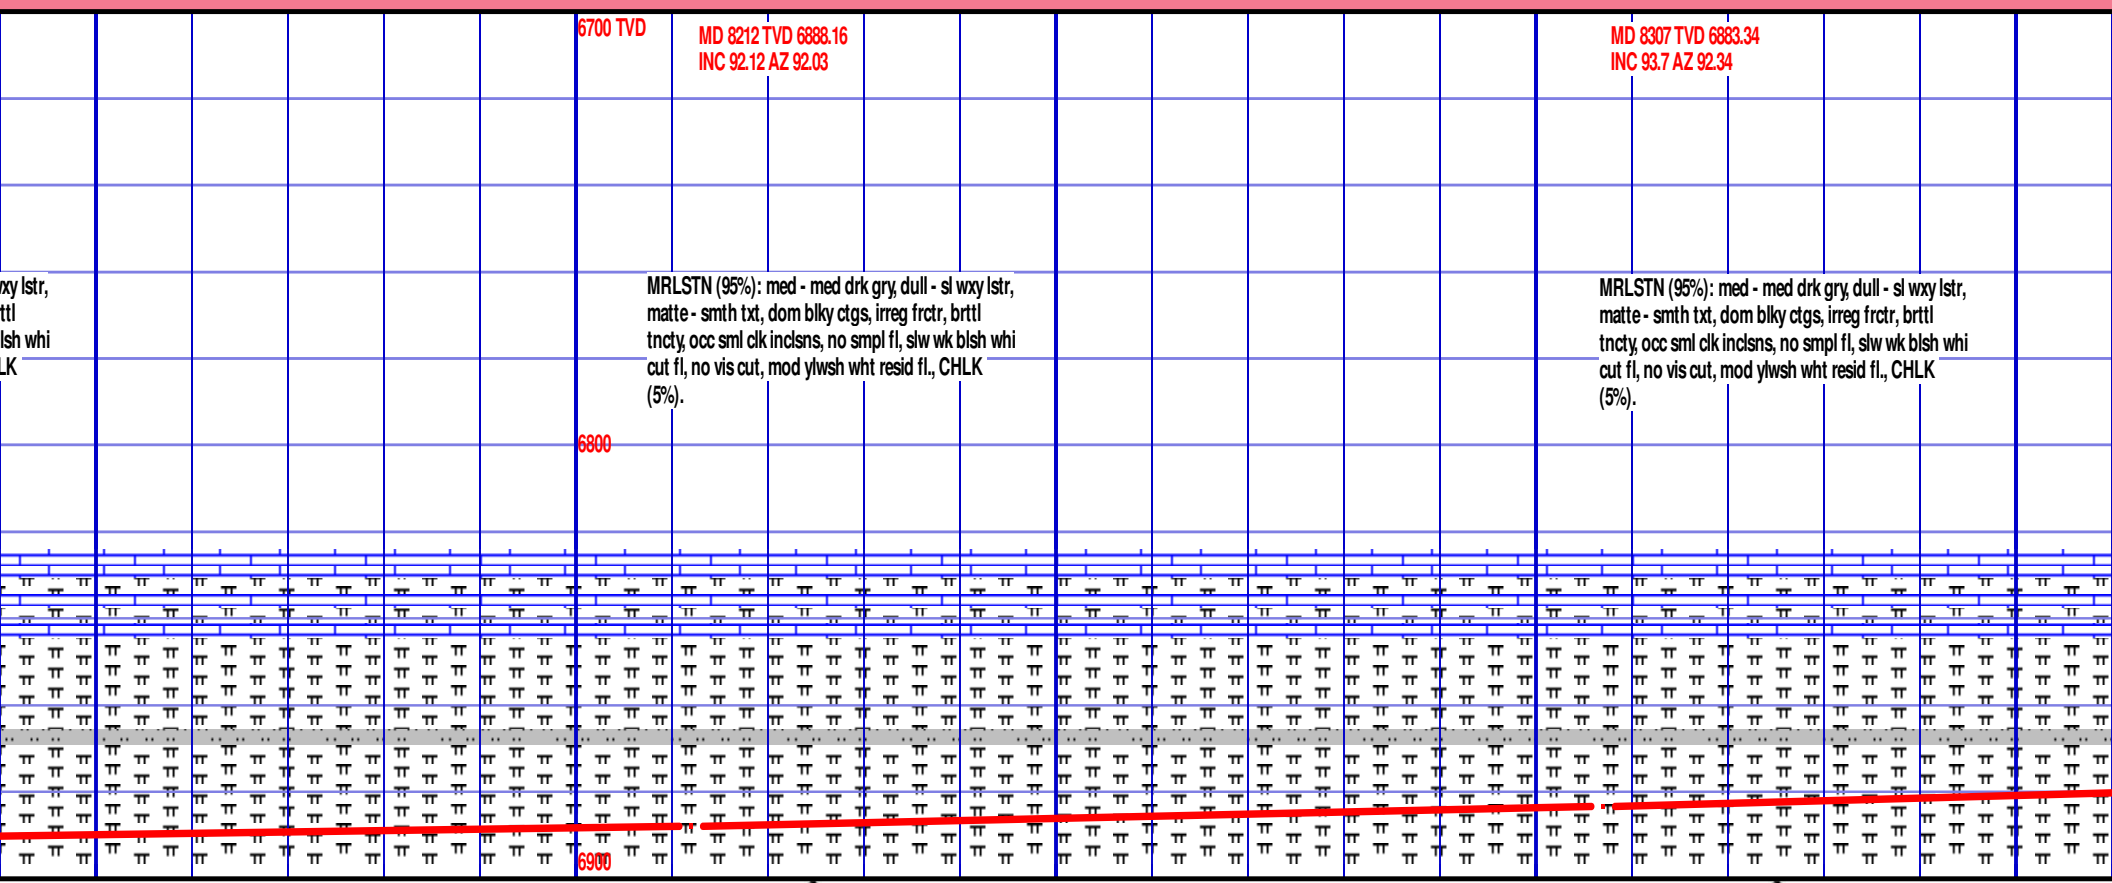 6700 TVD
MD 8212 TVD 6888.16
INC 92.12 AZ 92.03
MD 8307 TVD 6883.34
INC 93.7 AZ 92.34
xy lstr,
ttl
lsh whi
LK
MRLSTN (95%): med - med drk gry, dull - sl wxy lstr,
matte - smth txt, dom blky ctgs, irreg frctr, brttl
tncty, occ sml clk inclsns, no smpl fl, slw wk blsh whi
cut fl, no vis cut, mod ylwsh wht resid fl., CHLK
(5%).
MRLSTN (95%): med - med drk gry, dull - sl wxy lstr,
matte - smth txt, dom blky ctgs, irreg frctr, brttl
tncty, occ sml clk inclsns, no smpl fl, slw wk blsh whi
cut fl, no vis cut, mod ylwsh wht resid fl., CHLK
(5%).
6800
6900